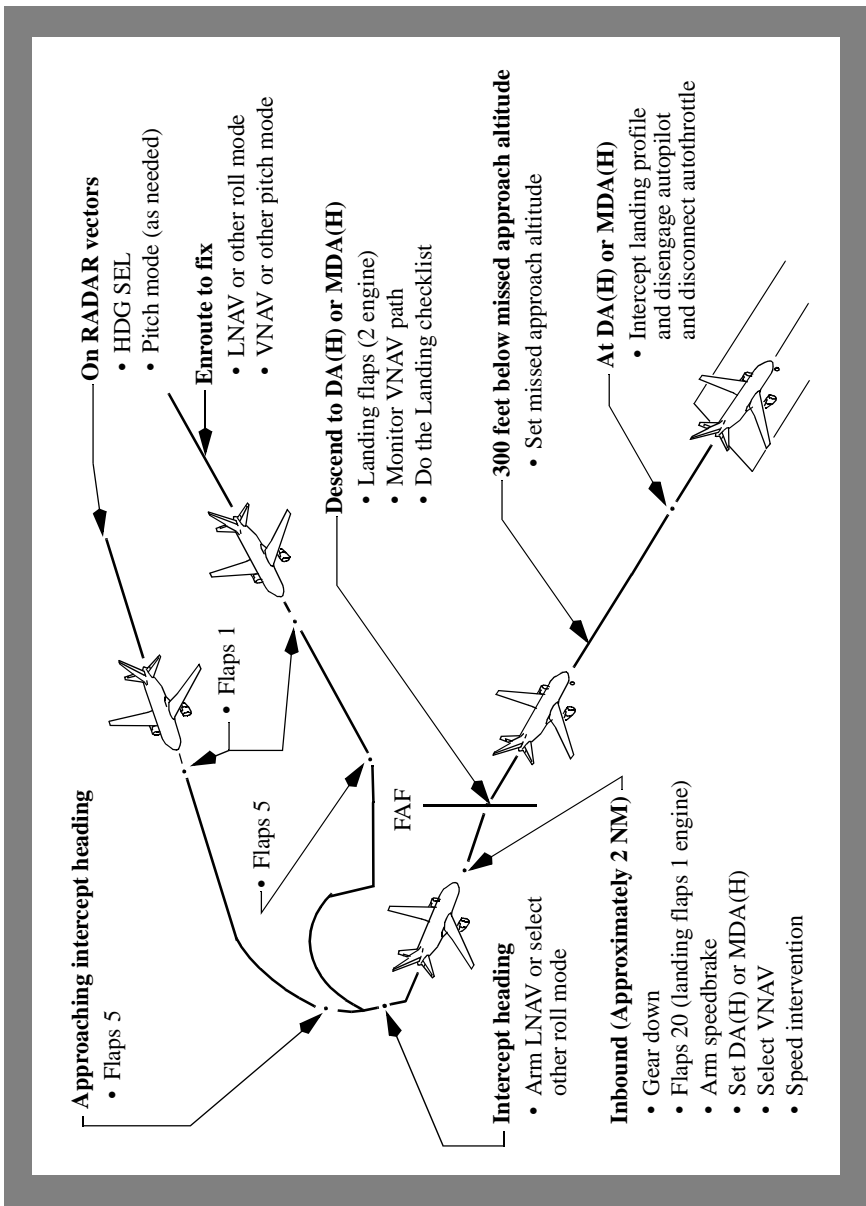 Approaching intercept heading
• Flaps 5
On RADAR vectors
• HDG SEL
• Pitch mode (as needed)
• Flaps 1
Enroute to fix
• LNAV or other roll mode
• VNAV or other pitch mode
• Flaps 5
FAF
Descend to DA(H) or MDA(H)
• Landing flaps (2 engine)
• Monitor VNAV path
• Do the Landing checklist
Intercept heading
• Arm LNAV or select
other roll mode
300 feet below missed approach altitude
• Set missed approach altitude
Inbound (Approximately 2 NM)
• Gear down
• Flaps 20 (landing flaps 1 engine)
• Arm speedbrake
• Set DA(H) or MDA(H)
• Select VNAV
• Speed intervention
At DA(H) or MDA(H)
• Intercept landing profile
and disengage autopilot
and disconnect autothrottle